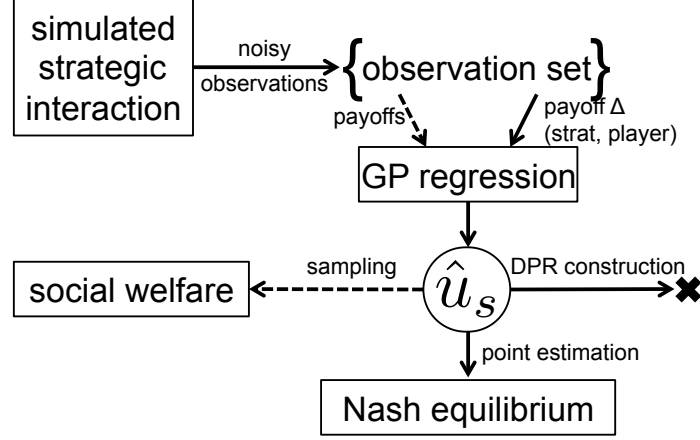 simulated
strategic
interaction
noisy
observations
{observation set}
payoffs
payoff Δ
(strat, player)
GP regression
sampling
DPR construction
social welfare
û_s
point estimation
Nash equilibrium